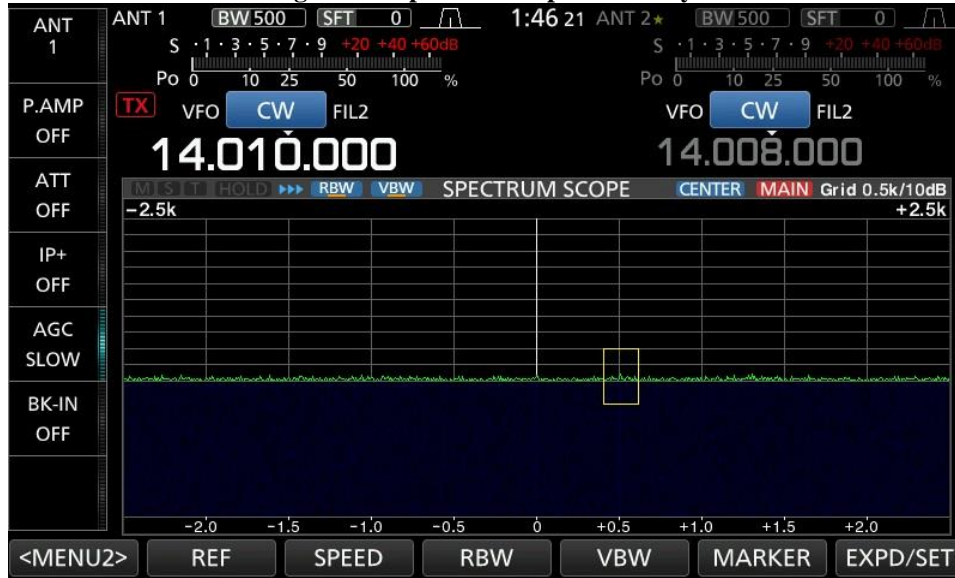 ANT 1
P.AMP OFF
ATT OFF
IP+ OFF
AGC SLOW
BK-IN OFF
ANT 1 BW 500 SFT 0 1:46 21 ANT 2★ BW 500 SFT 0
S ·1·3·5·7·9 +20 +40 +60dB S ·1·3·5·7·9 +20 +40 +60dB
Po 0 10 25 50 100 % Po 0 10 25 50 100 %
TX VFO CW FIL2 VFO CW FIL2
14.010.000 14.008.000
M S T HOLD ▸▸▸ RBW VBW SPECTRUM SCOPE CENTER MAIN Grid 0.5k/10dB
−2.5k +2.5k
−2.0 −1.5 −1.0 −0.5 0 +0.5 +1.0 +1.5 +2.0
<MENU2> REF SPEED RBW VBW MARKER EXPD/SET